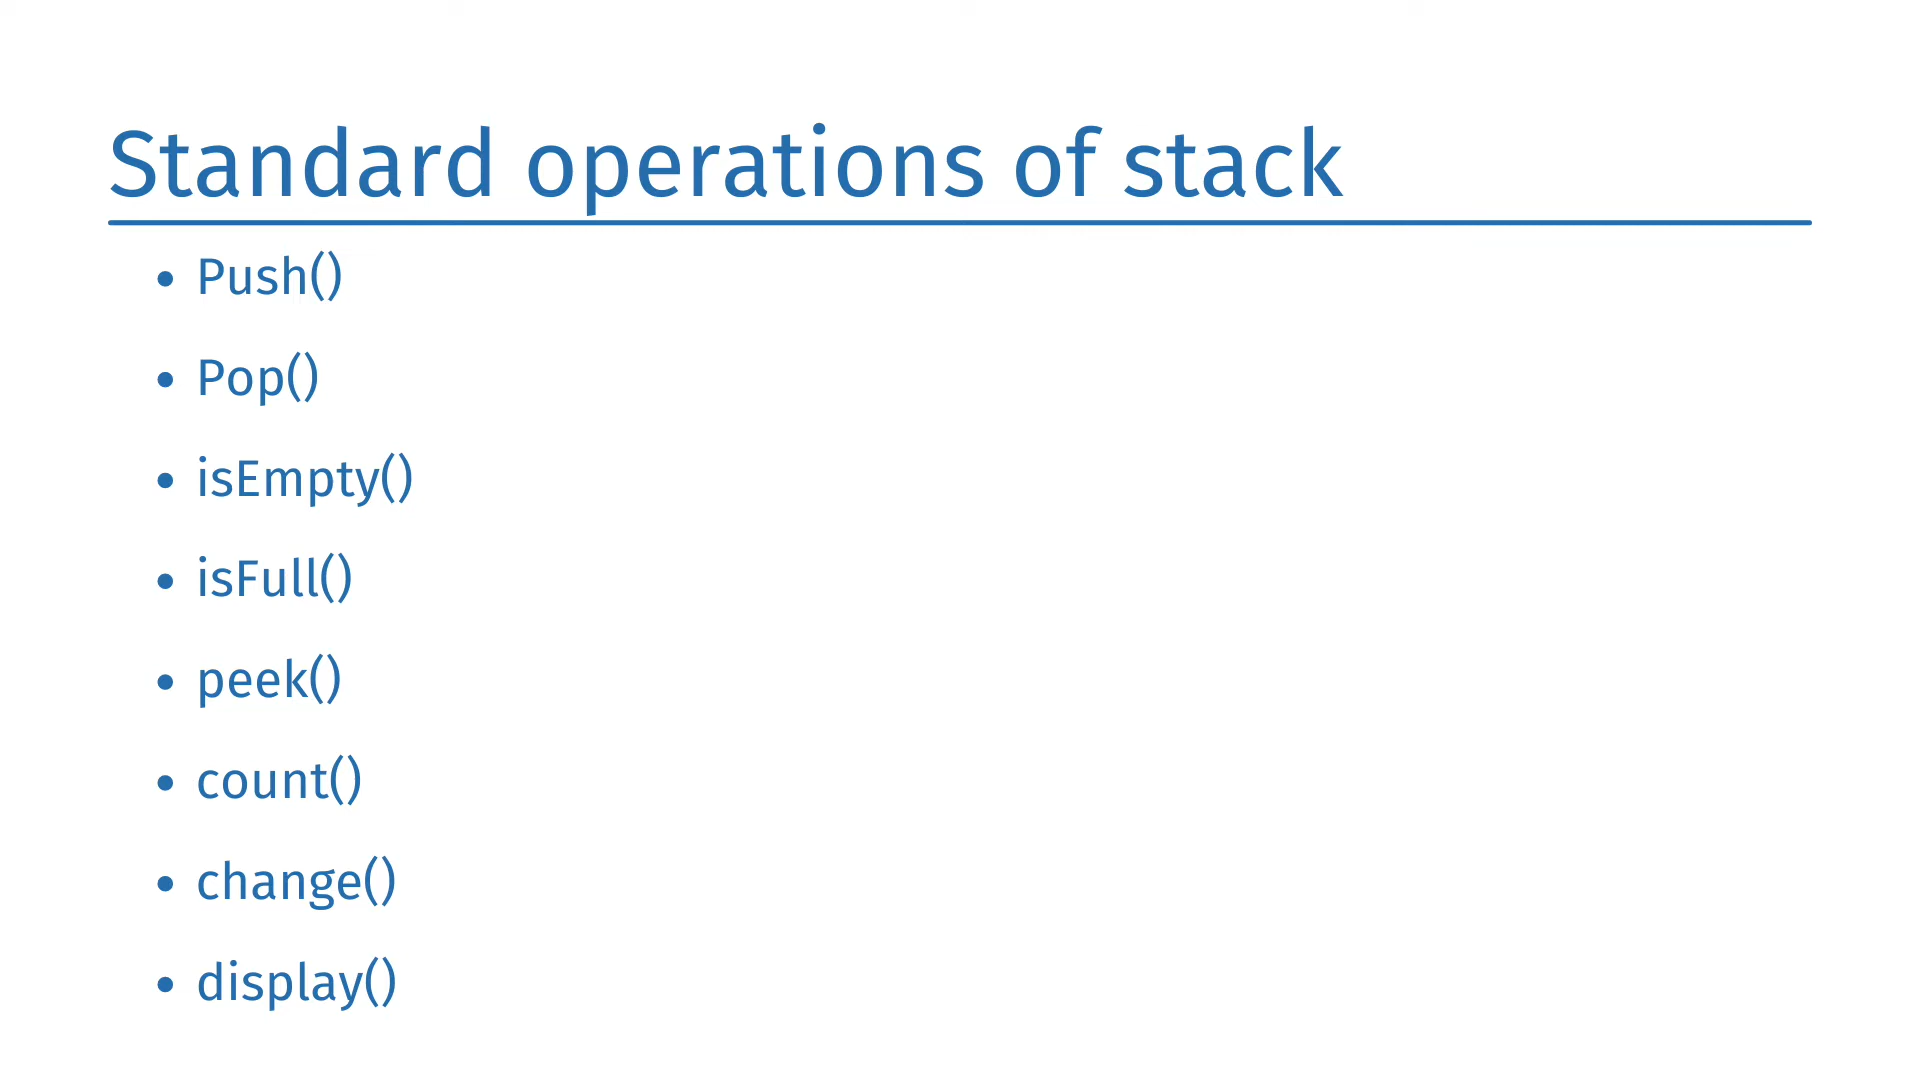 Standard operations of stack
• Push()
• Pop()
• isEmpty()
• isFull()
• peek()
• count()
• change()
• display()